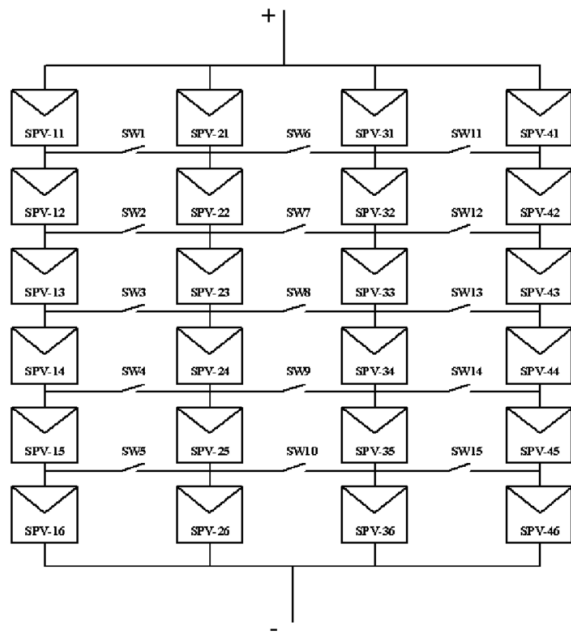 +
SPV-11 SPV-21 SPV-31 SPV-41
SW1 SW6 SW11
SPV-12 SPV-22 SPV-32 SPV-42
SW2 SW7 SW12
SPV-13 SPV-23 SPV-33 SPV-43
SW3 SW8 SW13
SPV-14 SPV-24 SPV-34 SPV-44
SW4 SW9 SW14
SPV-15 SPV-25 SPV-35 SPV-45
SW5 SW10 SW15
SPV-16 SPV-26 SPV-36 SPV-46
-